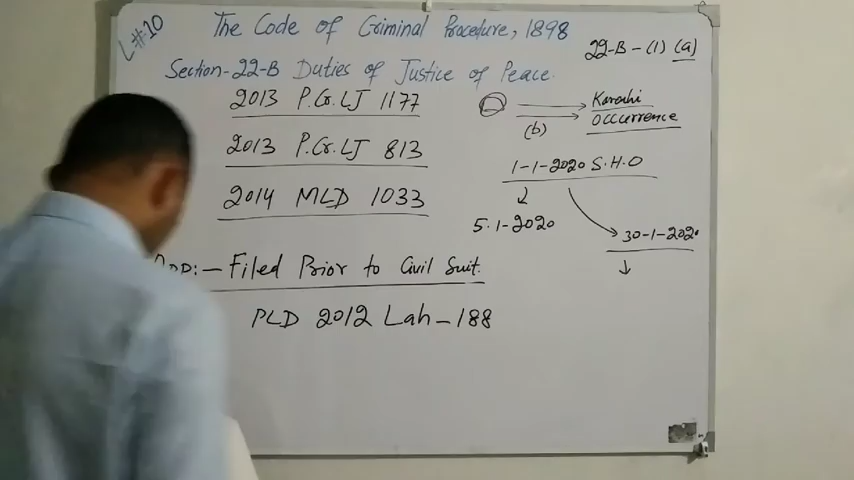 L#10
The Code of Criminal Procedure, 1898
Section-22-B Duties of Justice of Peace.
2013 P.Cr.LJ 1177
2013 P.Cr.LJ 813
2014 MLD 1033
:- Filed Prior to Civil Suit.
PLD 2012 Lah-188
22-B-(1) (a)
Karachi
occurrence
(b)
1-1-2020 S.H.O
5.1-2020
30-1-2020